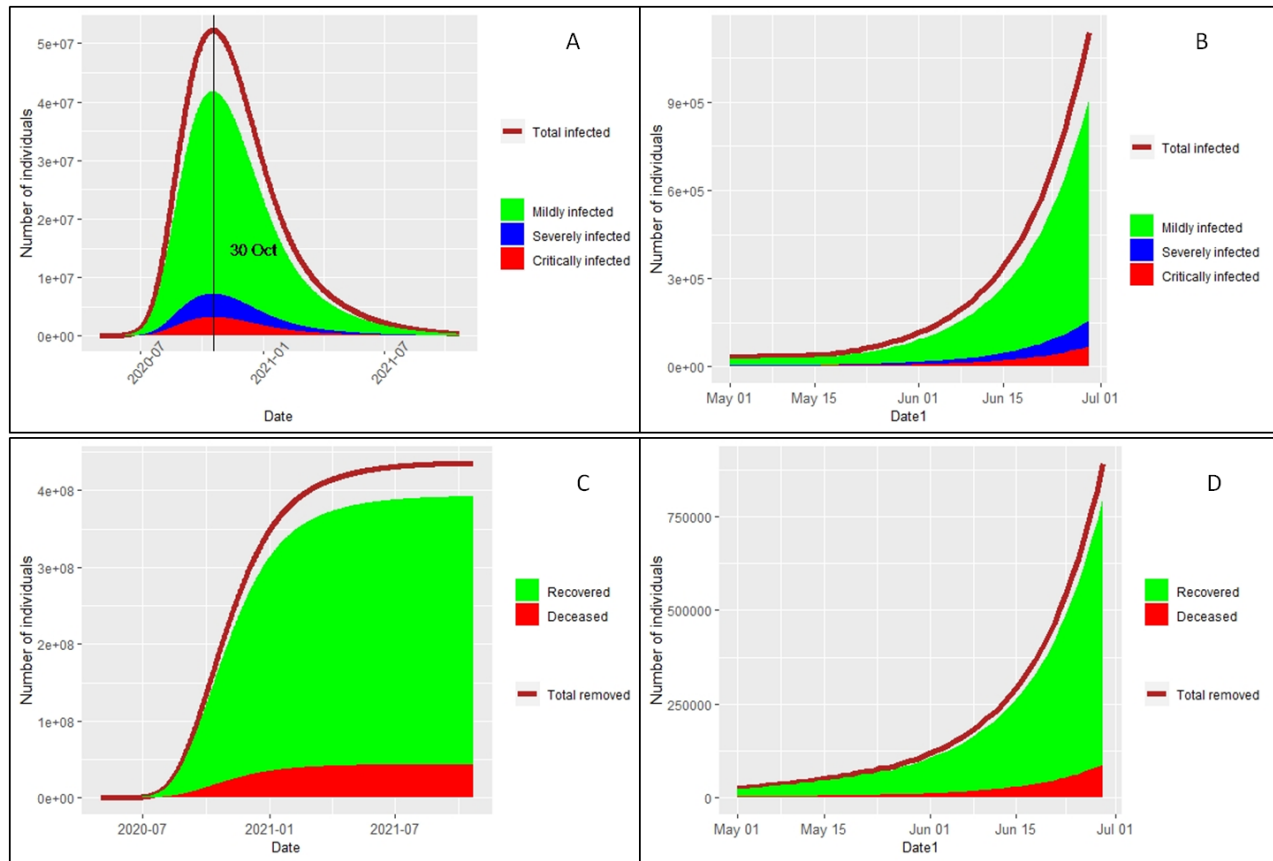 A
Number of individuals
5e+07
4e+07
3e+07
2e+07
1e+07
0e+00
30 Oct
2020-07
2021-01
2021-07
Date
Total infected
Mildly infected
Severely infected
Critically infected
B
Number of individuals
9e+05
6e+05
3e+05
0e+00
May 01
May 15
Jun 01
Jun 15
Jul 01
Date1
Total infected
Mildly infected
Severely infected
Critically infected
C
Number of individuals
4e+08
3e+08
2e+08
1e+08
0e+00
2020-07
2021-01
2021-07
Date
Recovered
Deceased
Total removed
D
Number of individuals
750000
500000
250000
0
May 01
May 15
Jun 01
Jun 15
Jul 01
Date1
Recovered
Deceased
Total removed